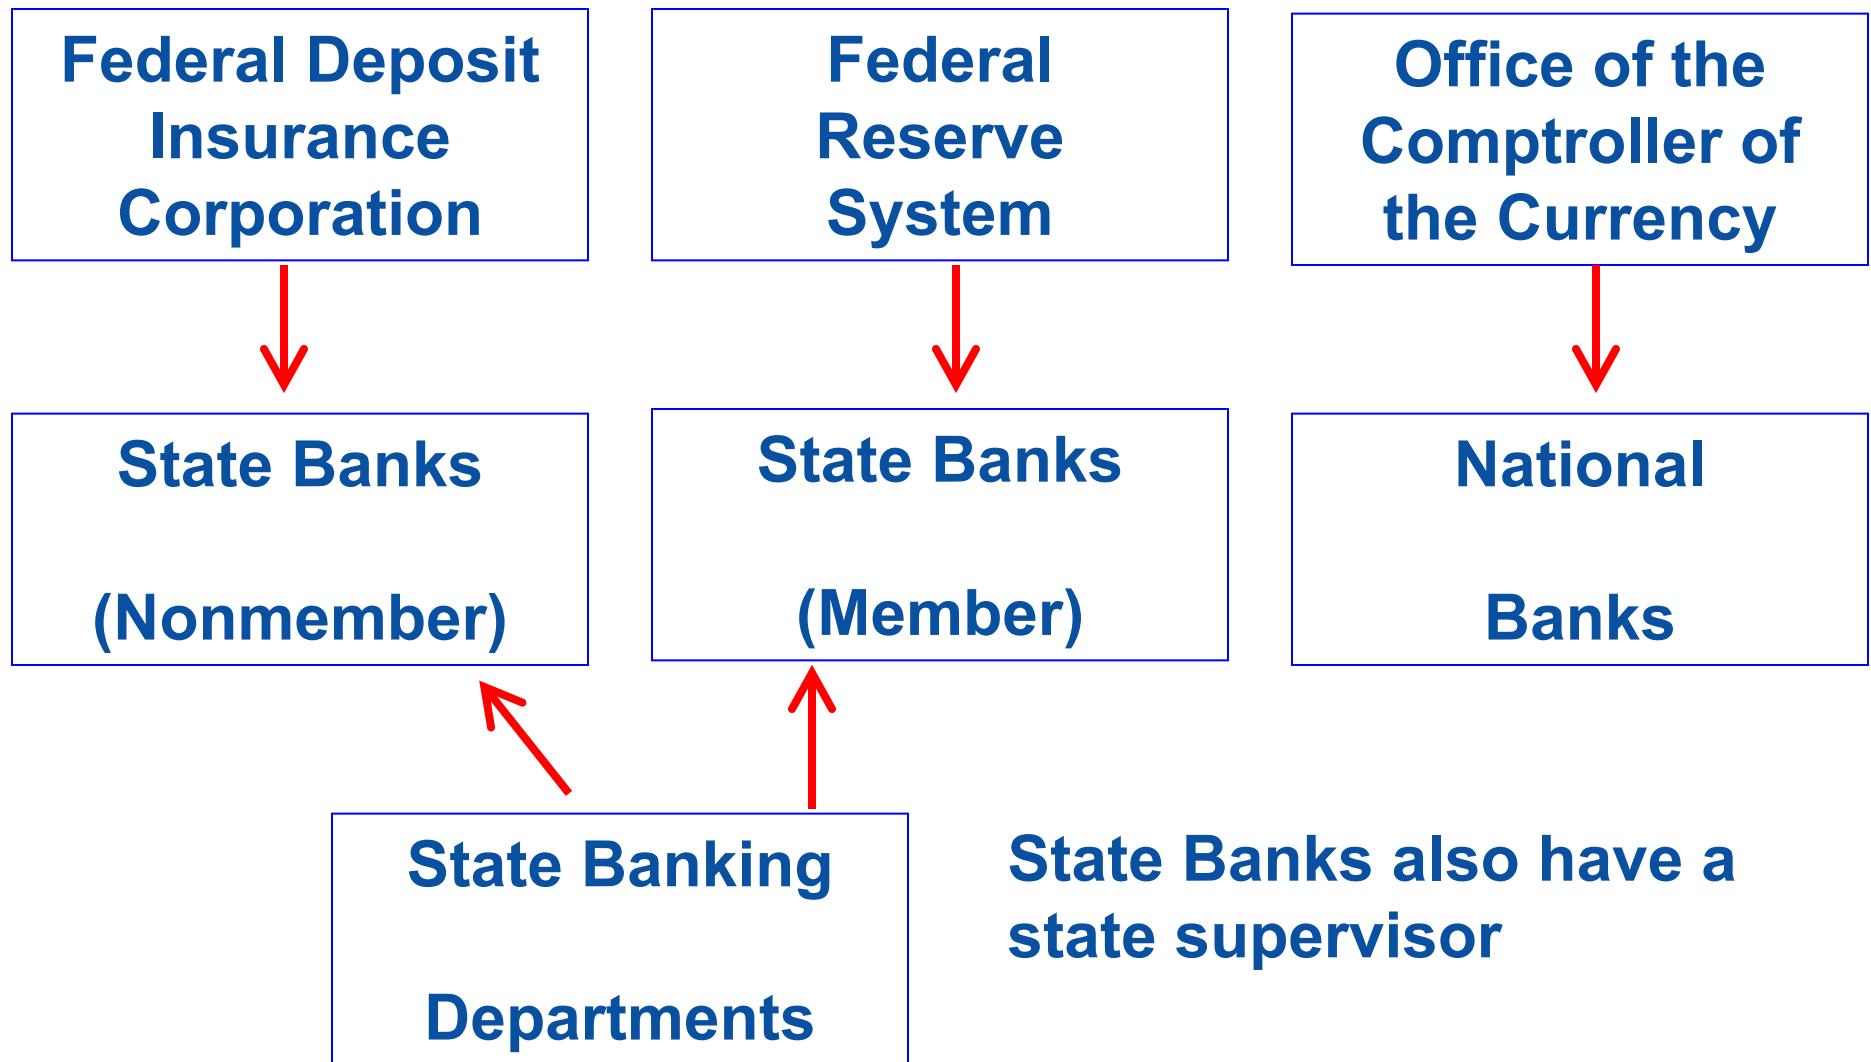 Federal Deposit
Insurance
Corporation
Federal
Reserve
System
Office of the
Comptroller of
the Currency
State Banks
(Nonmember)
State Banks
(Member)
National
Banks
State Banking
Departments
State Banks also have a
state supervisor